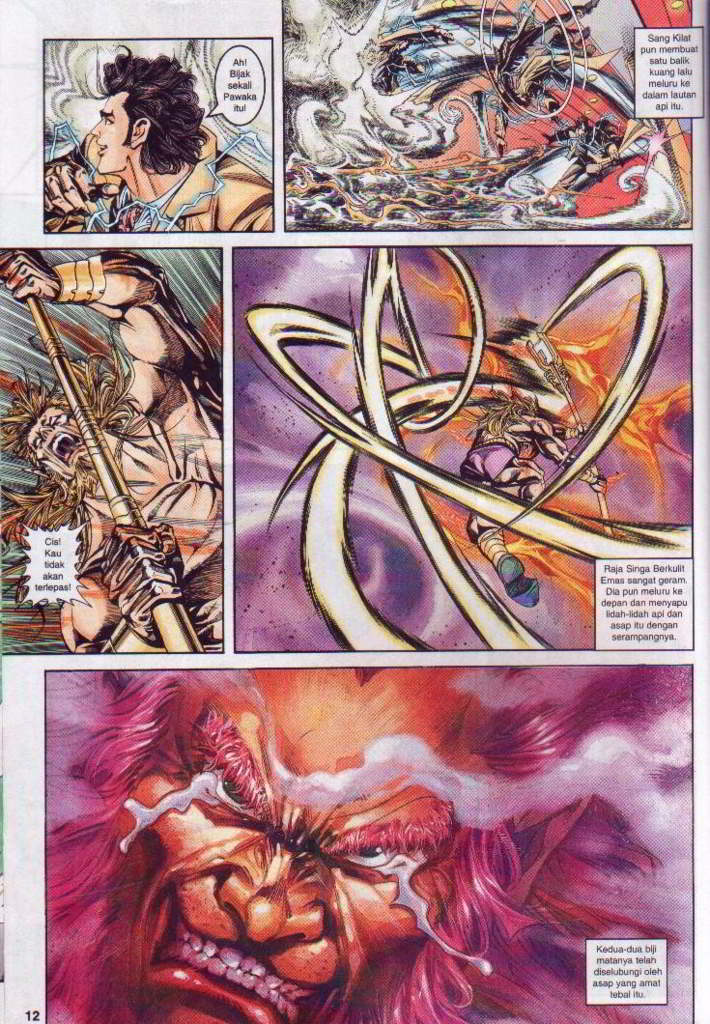 Ah!
Bijak
sekali
Pawaka
itu!
Sang Kilat
pun membuat
satu balik
kuang lalu
meluru ke
dalam lautan
api itu.
Cis!
Kau
tidak
akan
terlepas!
Raja Singa Berkulit
Emas sangat geram.
Dia pun meluru ke
depan dan menyapu
lidah-lidah api dan
asap itu dengan
serampangnya.
Kedua-dua biji
matanya telah
diselubungi oleh
asap yang amat
tebal itu.
12